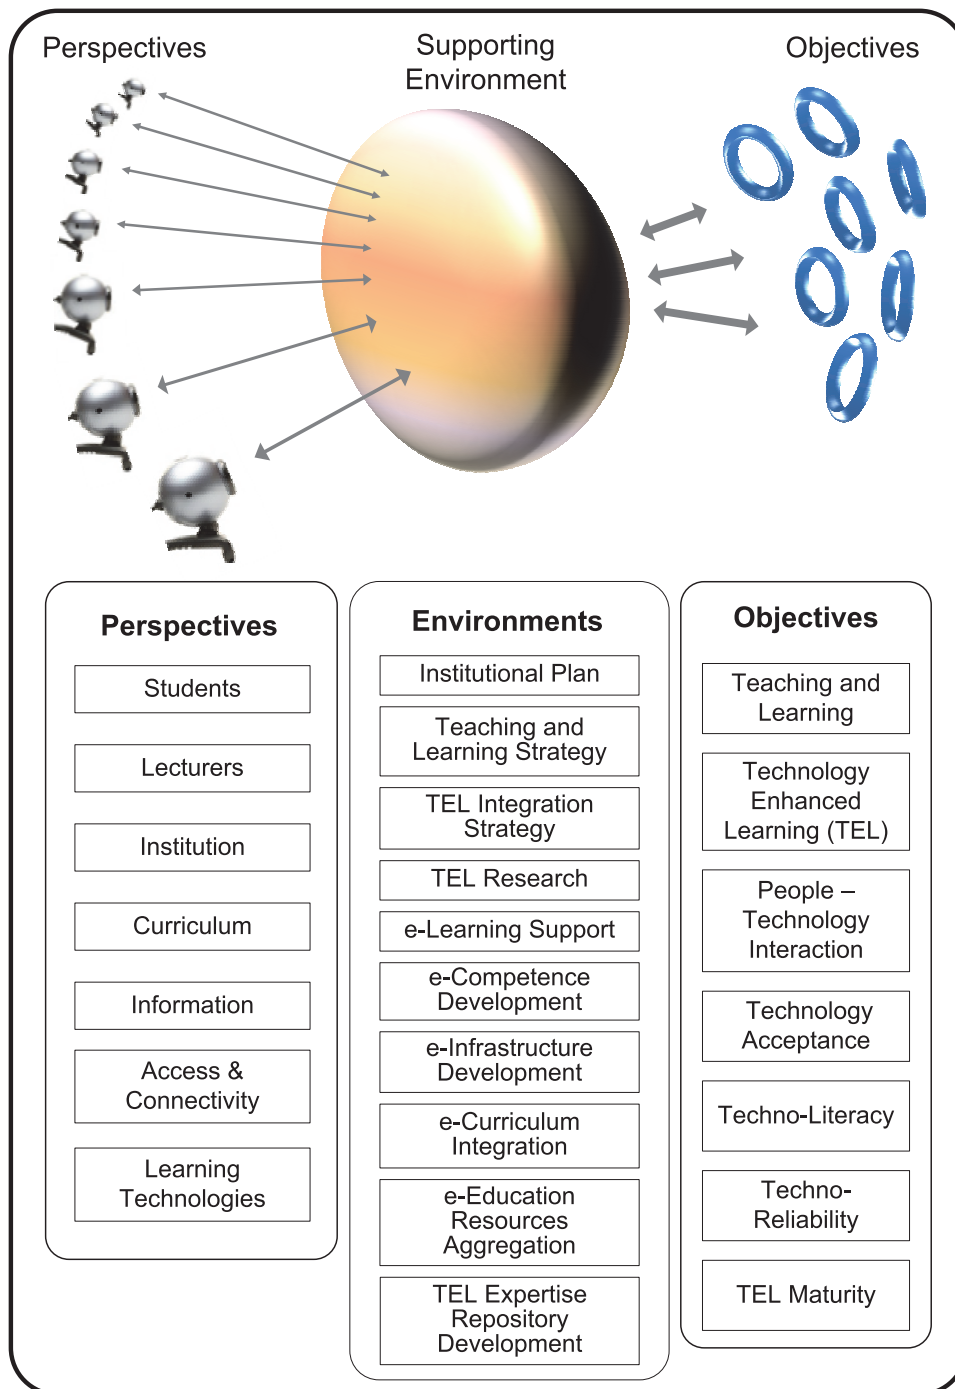 Perspectives
Supporting
Environment
Objectives
Perspectives
Students
Lecturers
Institution
Curriculum
Information
Access &
Connectivity
Learning
Technologies
Environments
Institutional Plan
Teaching and
Learning Strategy
TEL Integration
Strategy
TEL Research
e-Learning Support
e-Competence
Development
e-Infrastructure
Development
e-Curriculum
Integration
e-Education
Resources
Aggregation
TEL Expertise
Repository
Development
Objectives
Teaching and
Learning
Technology
Enhanced
Learning (TEL)
People –
Technology
Interaction
Technology
Acceptance
Techno-Literacy
Techno-
Reliability
TEL Maturity